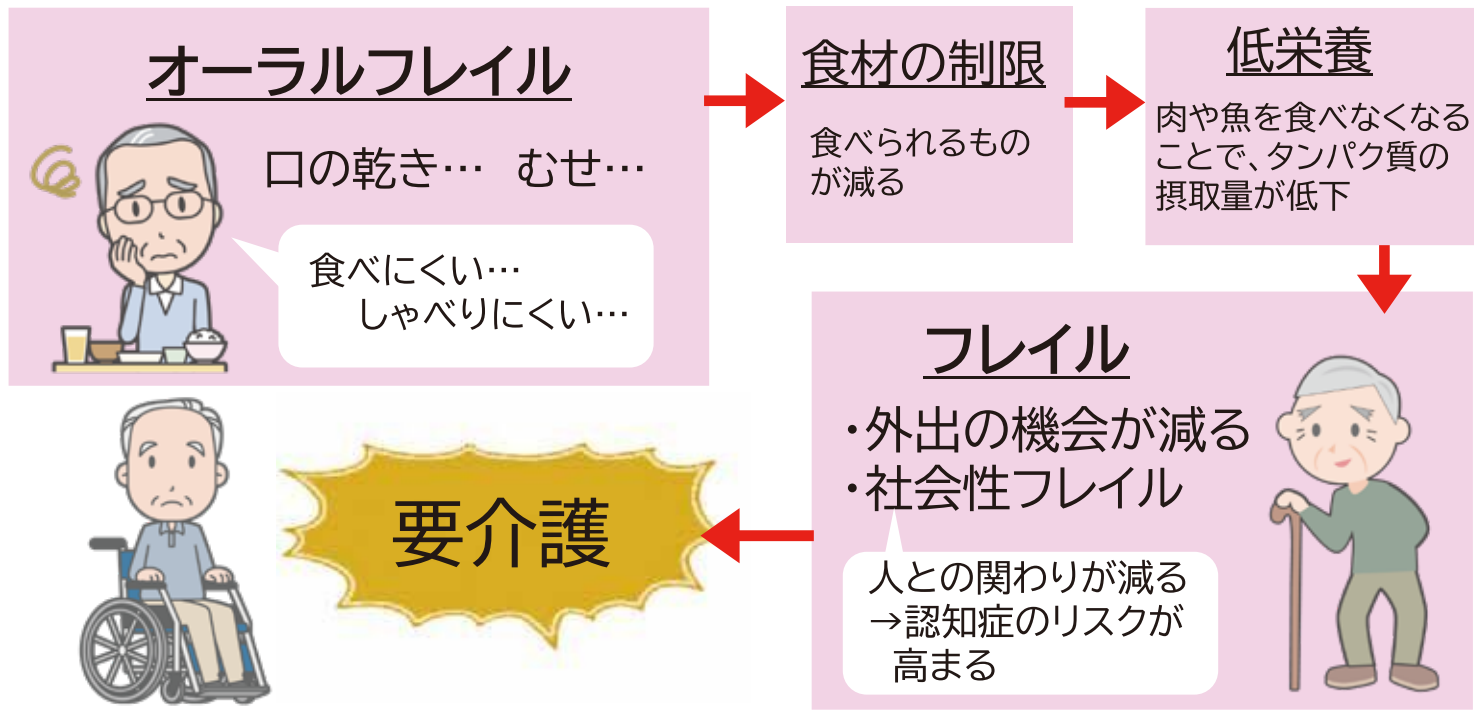 オーラルフレイル
口の乾き… むせ…
食べにくい…
しゃべりにくい…
食材の制限
食べられるもの
が減る
低栄養
肉や魚を食べなくなる
ことで、タンパク質の
摂取量が低下
フレイル
・外出の機会が減る
・社会性フレイル
人との関わりが減る
→認知症のリスクが
高まる
要介護